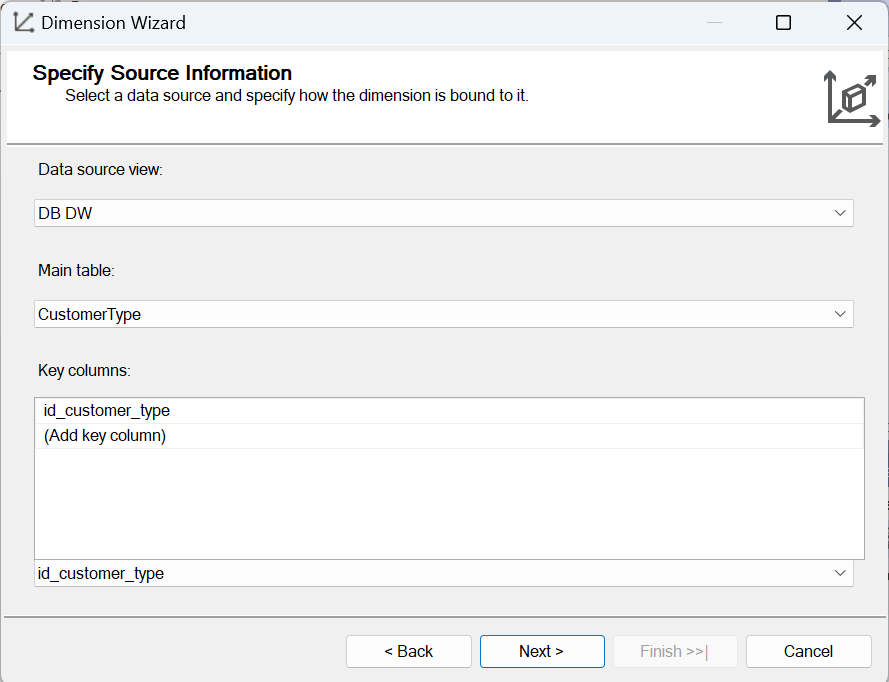 Dimension Wizard
Specify Source Information
Select a data source and specify how the dimension is bound to it.
Data source view:
DB DW
Main table:
CustomerType
Key columns:
id_customer_type
(Add key column)
id_customer_type
< Back
Next >
Finish >>|
Cancel